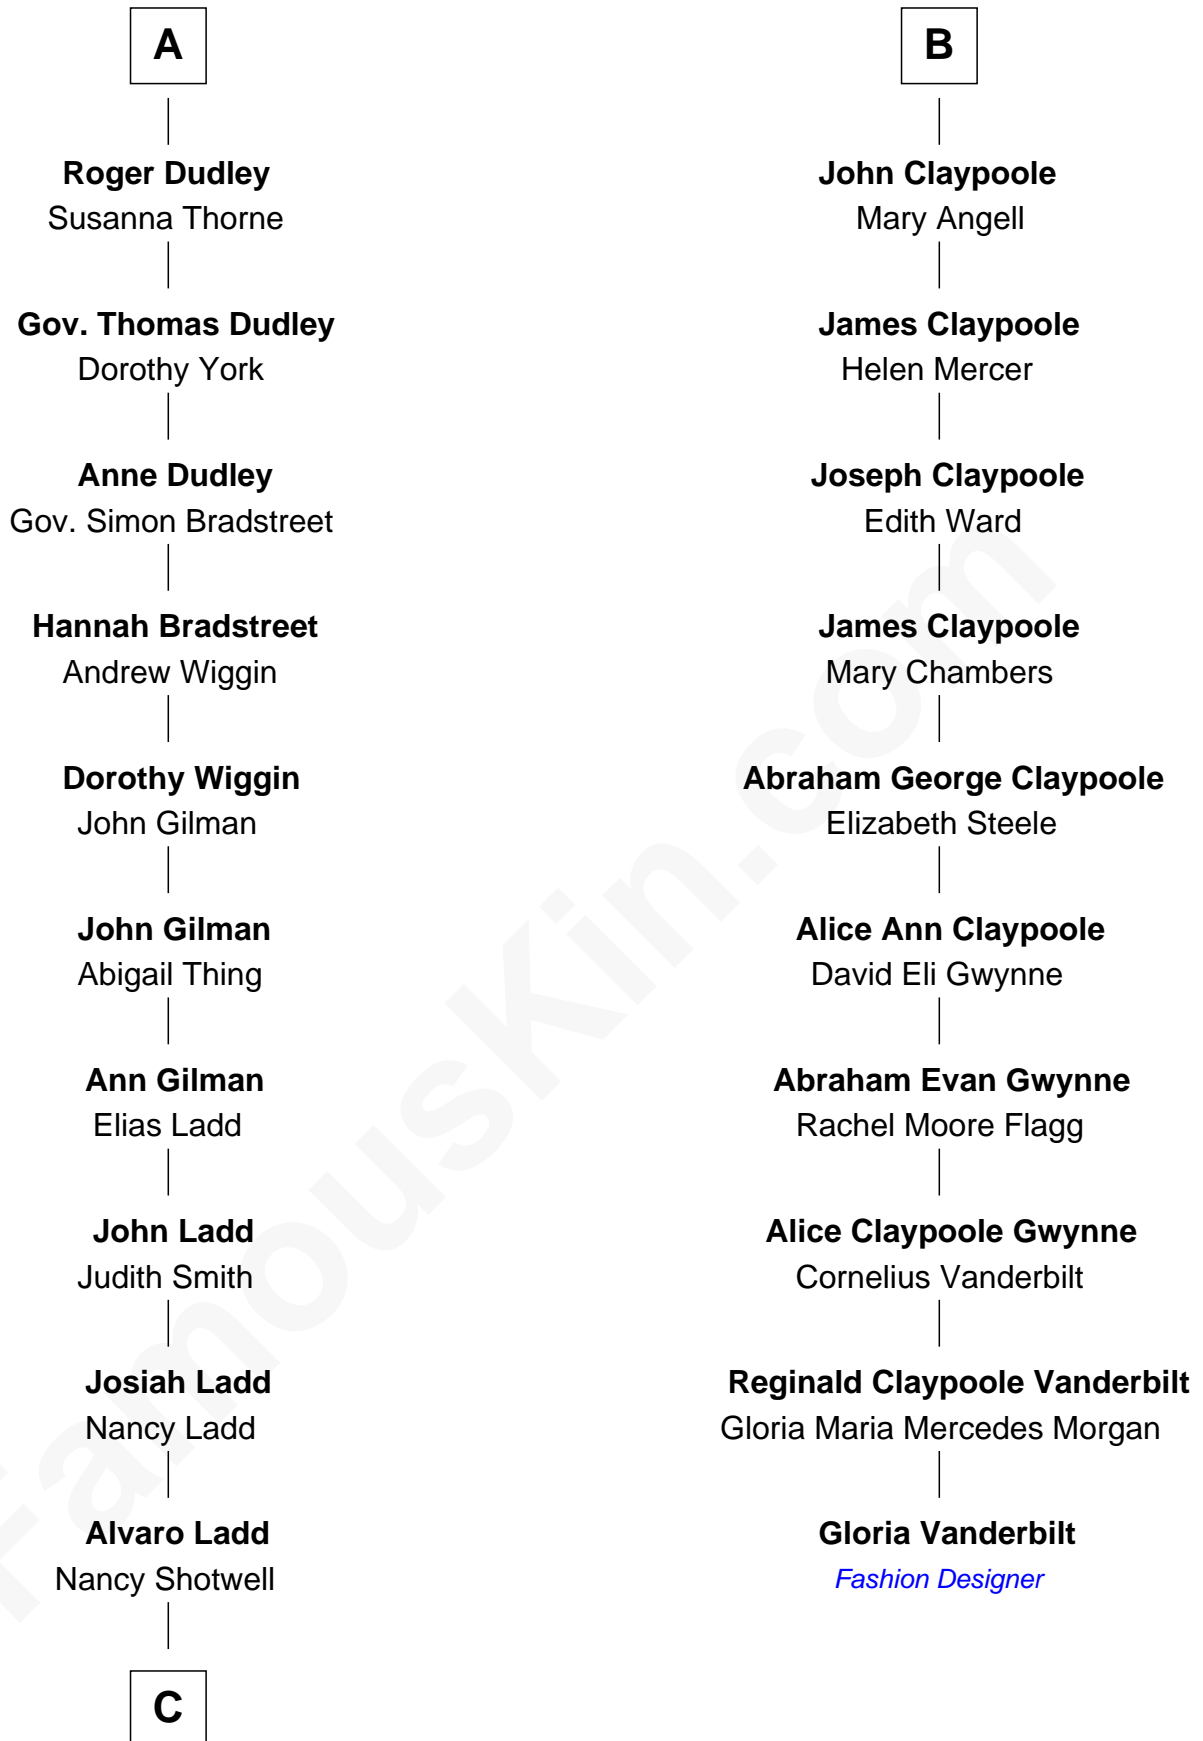 A
Roger Dudley
Susanna Thorne
Gov. Thomas Dudley
Dorothy York
Anne Dudley
Gov. Simon Bradstreet
Hannah Bradstreet
Andrew Wiggin
Dorothy Wiggin
John Gilman
John Gilman
Abigail Thing
Ann Gilman
Elias Ladd
John Ladd
Judith Smith
Josiah Ladd
Nancy Ladd
Alvaro Ladd
Nancy Shotwell
C
B
John Claypoole
Mary Angell
James Claypoole
Helen Mercer
Joseph Claypoole
Edith Ward
James Claypoole
Mary Chambers
Abraham George Claypoole
Elizabeth Steele
Alice Ann Claypoole
David Eli Gwynne
Abraham Evan Gwynne
Rachel Moore Flagg
Alice Claypoole Gwynne
Cornelius Vanderbilt
Reginald Claypoole Vanderbilt
Gloria Maria Mercedes Morgan
Gloria Vanderbilt
Fashion Designer
FamousKin.com